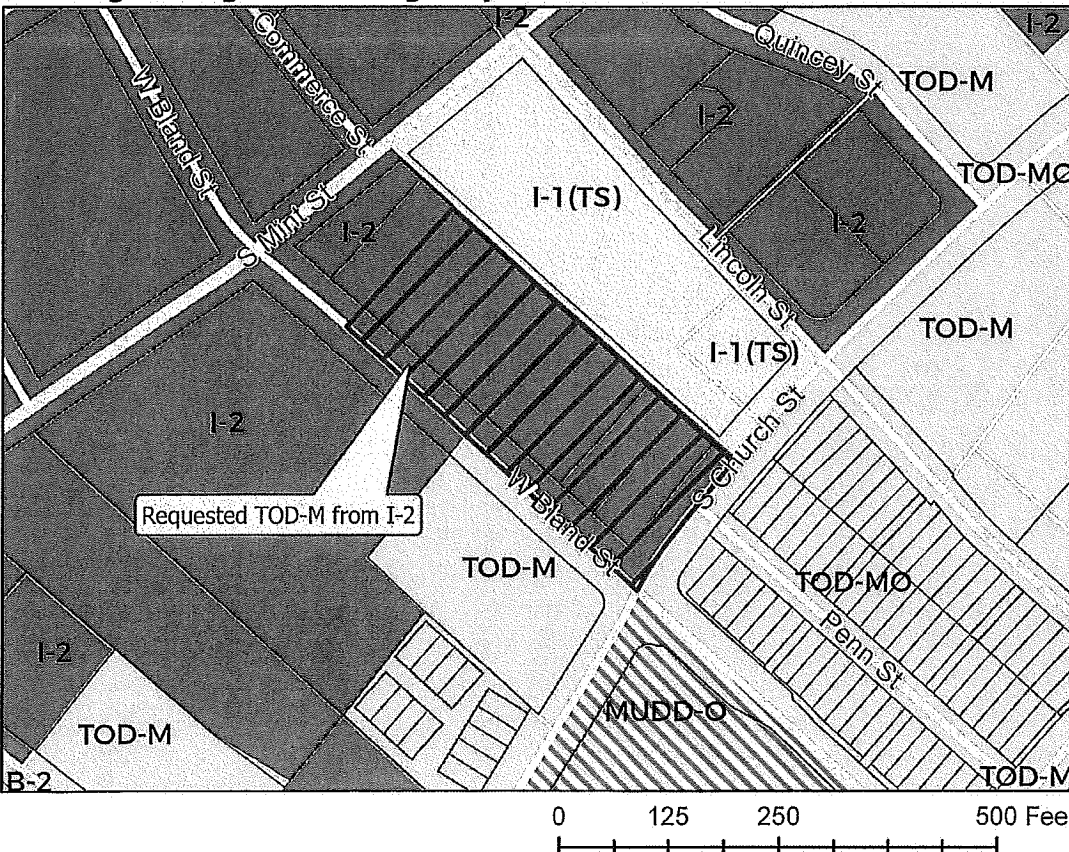 I-2
I-2
Commerce St
Quincey St
TOD-M
W Bland St
I-2
TOD-MO
I-1(TS)
S Mint St
I-2
I-2
Lincoln St
TOD-M
I-1(TS)
I-2
S Church St
Requested TOD-M from I-2
W Bland St
TOD-M
TOD-MO
Penn St
I-2
MUDD-O
TOD-M
TOD-M
B-2
0 125 250 500 Fee